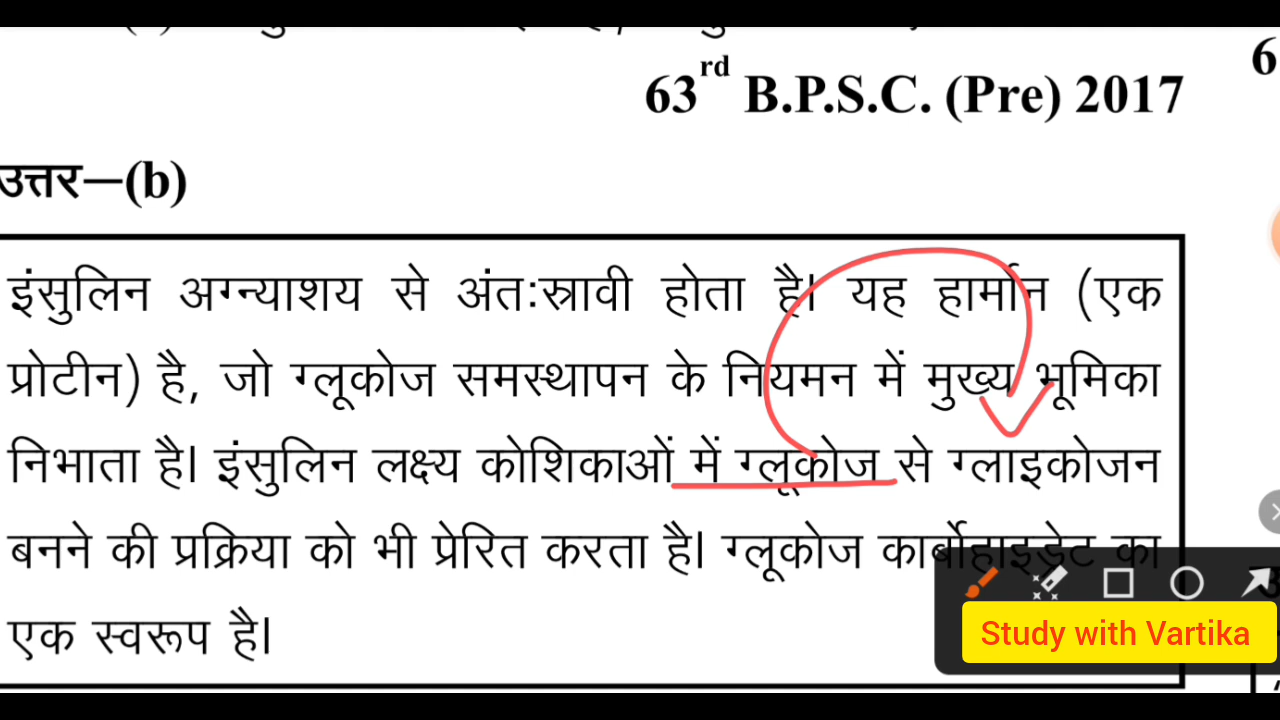 63rd B.P.S.C. (Pre) 2017
6
उत्तर—(b)
इंसुलिन अग्न्याशय से अंतःस्रावी होता है। यह हार्मोन (एक
प्रोटीन) है, जो ग्लूकोज समस्थापन के नियमन में मुख्य भूमिका
निभाता है। इंसुलिन लक्ष्य कोशिकाओं में ग्लूकोज से ग्लाइकोजन
बनने की प्रक्रिया को भी प्रेरित करता है। ग्लूकोज कार्बोहाइड्रेट का
एक स्वरूप है।
Study with Vartika